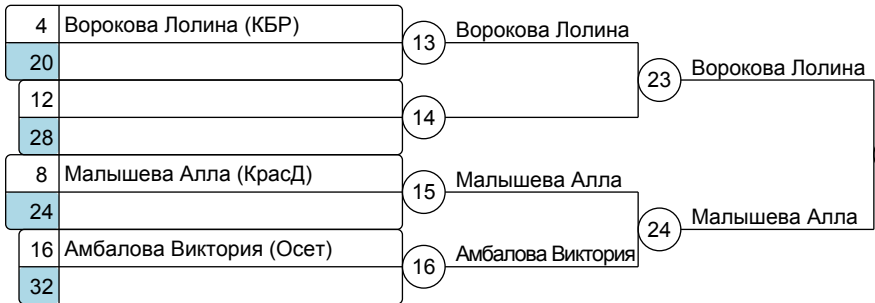 4 Ворокова Лолина (КБР)
20
13 Ворокова Лолина
12
28
14
23 Ворокова Лолина
8 Малышева Алла (КрасД)
24
15 Малышева Алла
16 Амбалова Виктория (Осет)
32
16 Амбалова Виктория
24 Малышева Алла